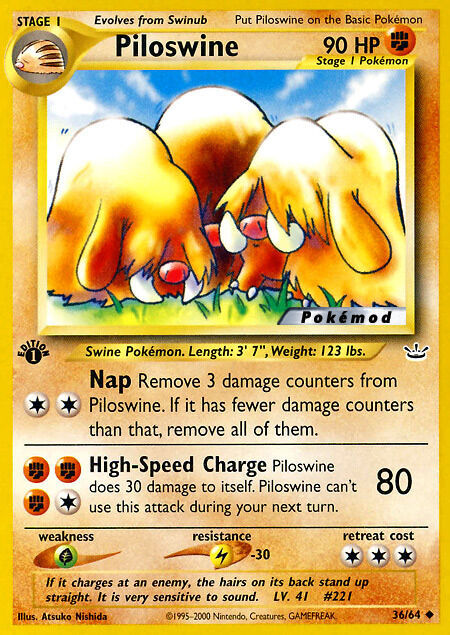 STAGE 1 Evolves from Swinub Put Piloswine on the Basic Pokémon
Piloswine 90 HP
Stage 1 Pokémon
Pokémod
EDITION 1
Swine Pokémon. Length: 3' 7", Weight: 123 lbs.
Nap Remove 3 damage counters from
Piloswine. If it has fewer damage counters
than that, remove all of them.
High-Speed Charge Piloswine
does 30 damage to itself. Piloswine can't
use this attack during your next turn.
80
weakness resistance retreat cost
-30
If it charges at an enemy, the hairs on its back stand up
straight. It is very sensitive to sound. LV. 41 #221
Illus. Atsuko Nishida ©1995-2000 Nintendo, Creatures, GAMEFREAK. 36/64